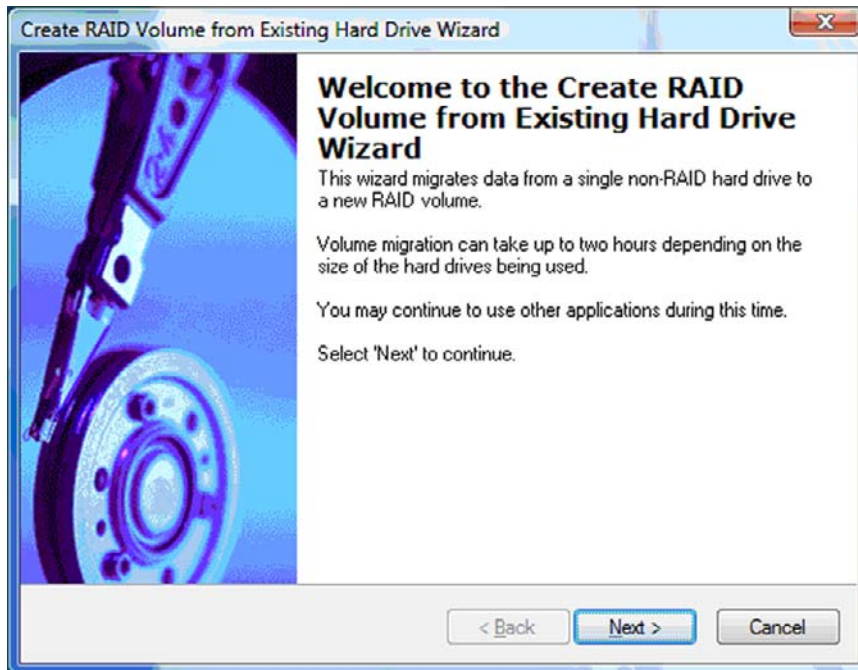 Create RAID Volume from Existing Hard Drive Wizard
Welcome to the Create RAID
Volume from Existing Hard Drive
Wizard
This wizard migrates data from a single non-RAID hard drive to
a new RAID volume.
Volume migration can take up to two hours depending on the
size of the hard drives being used.
You may continue to use other applications during this time.
Select 'Next' to continue.
< Back
Next >
Cancel